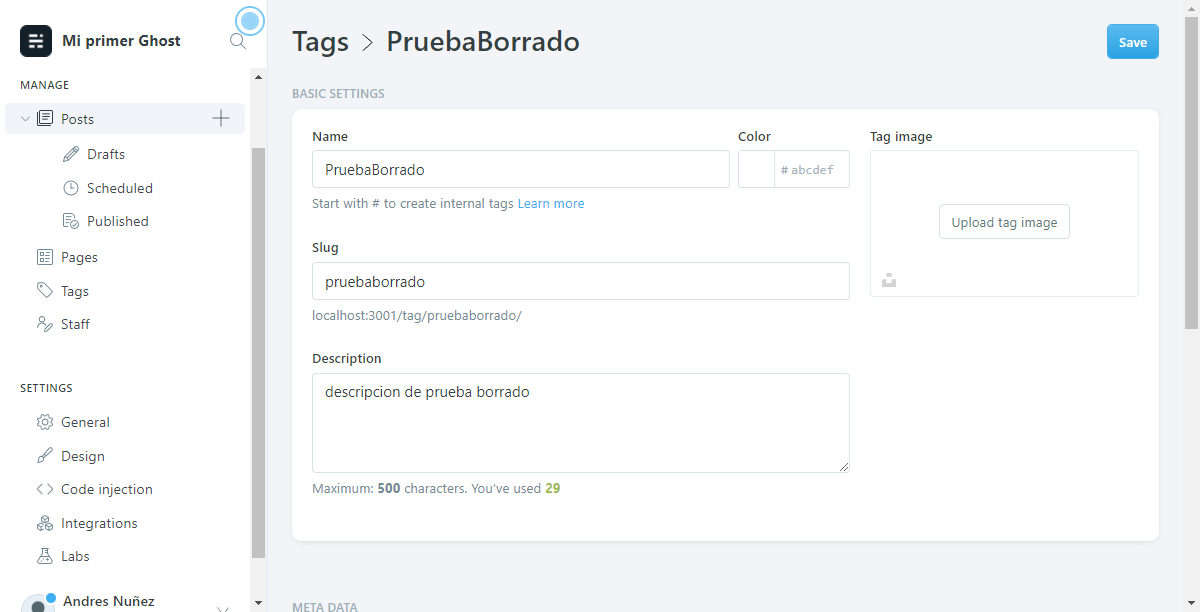 Mi primer Ghost
MANAGE
Posts
Drafts
Scheduled
Published
Pages
Tags
Staff
SETTINGS
General
Design
Code injection
Integrations
Labs
Andres Nuñez
Tags > PruebaBorrado
Save
BASIC SETTINGS
Name
PruebaBorrado
Start with # to create internal tags Learn more
Color
# abcdef
Tag image
Upload tag image
Slug
pruebaborrado
localhost:3001/tag/pruebaborrado/
Description
descripcion de prueba borrado
Maximum: 500 characters. You’ve used 29
META DATA